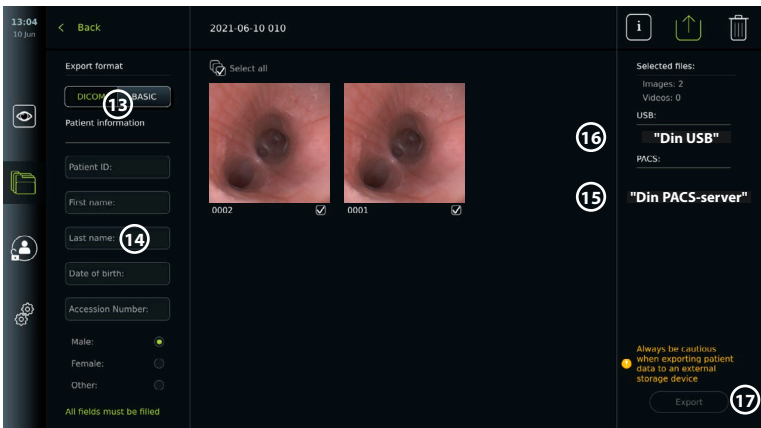 13:04
10 Jun
Back
2021-06-10 010
i
Export format
DICOM BASIC
13
Patient information
Patient ID:
First name:
Last name:
14
Date of birth:
Accession Number:
Male:
Female:
Other:
All fields must be filled
Select all
0002
0001
Selected files:
Images: 2
Videos: 0
USB:
16
"Din USB"
PACS:
15
"Din PACS-server"
Always be cautious
when exporting patient
data to an external
storage device
Export
17